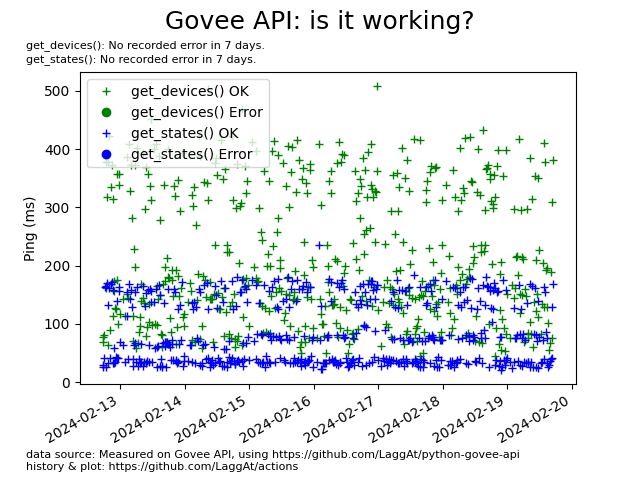 Govee API: is it working?
get_devices(): No recorded error in 7 days.
get_states(): No recorded error in 7 days.
get_devices() OK
get_devices() Error
get_states() OK
get_states() Error
Ping (ms)
500
400
300
200
100
0
2024-02-13
2024-02-14
2024-02-15
2024-02-16
2024-02-17
2024-02-18
2024-02-19
2024-02-20
data source: Measured on Govee API, using https://github.com/LaggAt/python-govee-api
history & plot: https://github.com/LaggAt/actions